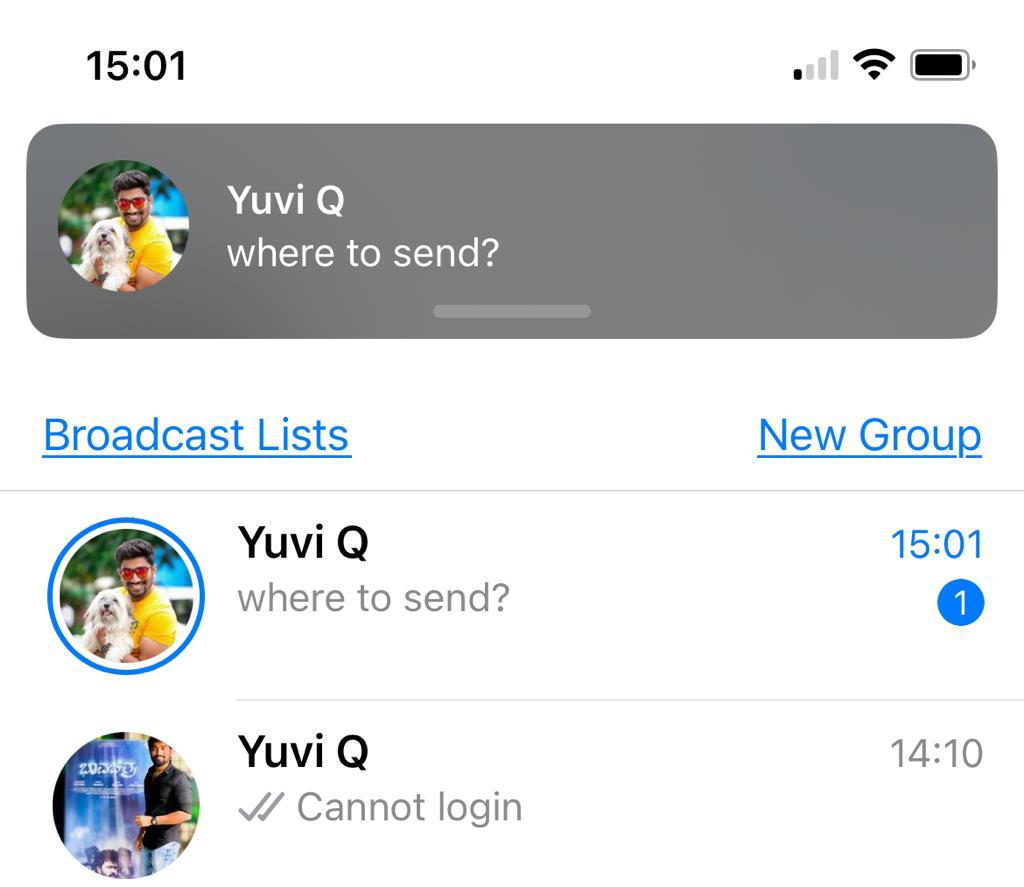 15:01
Yuvi Q
where to send?
Broadcast Lists
New Group
Yuvi Q
15:01
where to send?
1
Yuvi Q
14:10
Cannot login